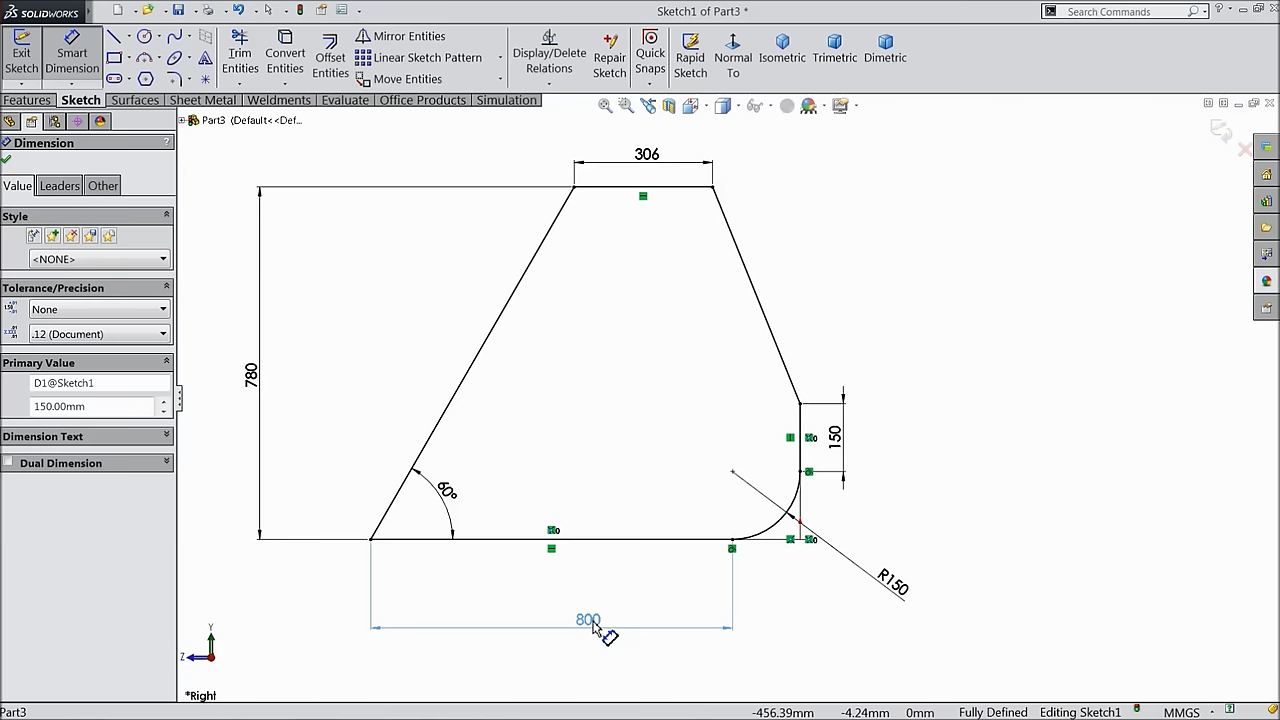 SOLIDWORKS
Sketch1 of Part3 *
Search Commands
Exit Sketch
Smart Dimension
Trim Entities
Convert Entities
Offset Entities
Mirror Entities
Linear Sketch Pattern
Move Entities
Display/Delete Relations
Repair Sketch
Quick Snaps
Rapid Sketch
Normal To
Isometric
Trimetric
Dimetric
Features
Sketch
Surfaces
Sheet Metal
Weldments
Evaluate
Office Products
Simulation
Part3 (Default<<Def...
Dimension
?
Value
Leaders
Other
Style
<NONE>
Tolerance/Precision
None
.12 (Document)
Primary Value
D1@Sketch1
150.00mm
Dimension Text
Dual Dimension
306
780
60°
150
R150
800
Y
Z
*Right
Part3
-456.39mm
-4.24mm
0mm
Fully Defined
Editing Sketch1
MMGS